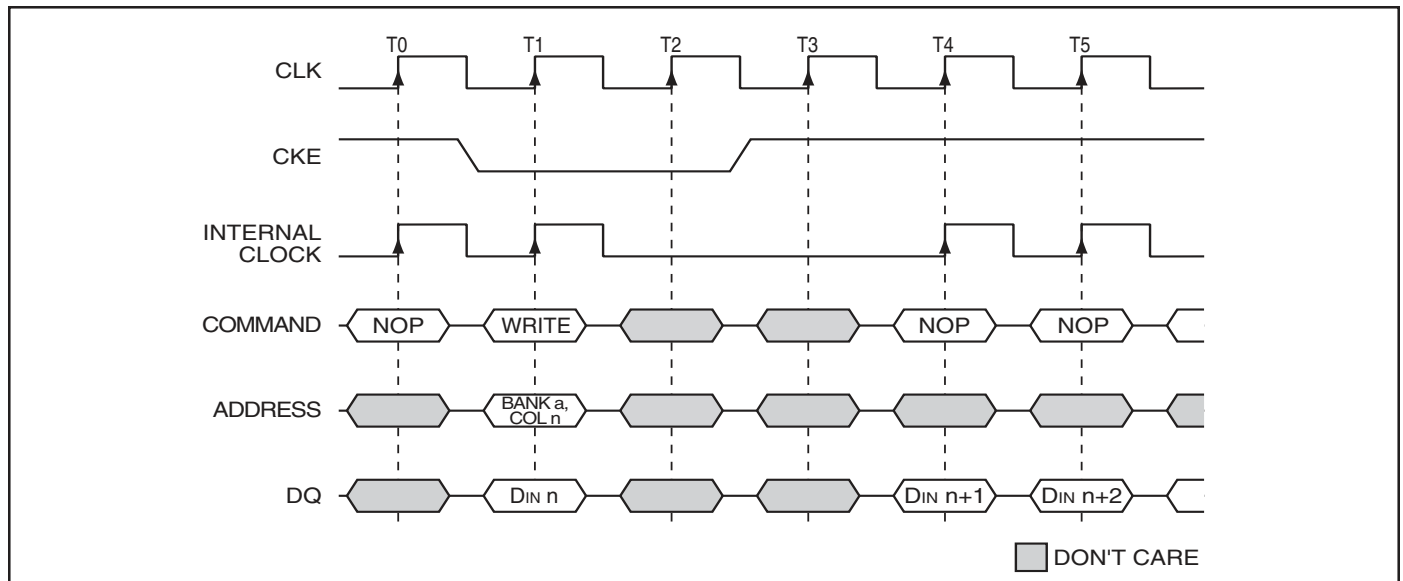 T0 T1 T2 T3 T4 T5
CLK
CKE
INTERNAL
CLOCK
COMMAND NOP WRITE NOP NOP
ADDRESS BANK a,
COL n
DQ DIN n DIN n+1 DIN n+2
DON'T CARE